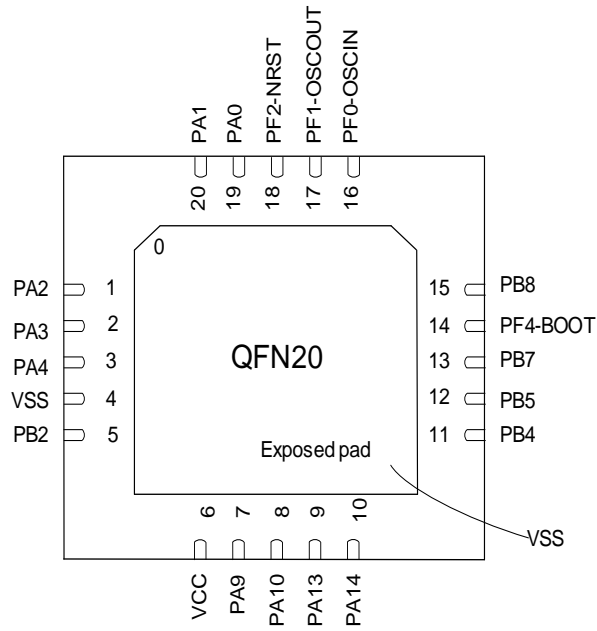 PA1
PA0
PF2-NRST
PF1-OSCOUT
PF0-OSCIN
20
19
18
17
16
0
PA2 1
PA3 2
PA4 3
VSS 4
PB2 5
QFN20
Exposed pad
15 PB8
14 PF4-BOOT
13 PB7
12 PB5
11 PB4
VSS
6
7
8
9
10
VCC
PA9
PA10
PA13
PA14